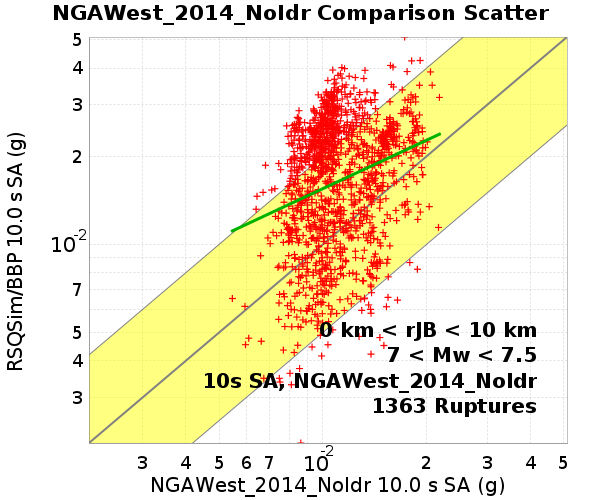 NGAWest_2014_NoIdr Comparison Scatter
5
4
3
2
10-2
7
5
4
3
RSQSim/BBP 10.0 s SA (g)
0 km < rJB < 10 km
7 < Mw < 7.5
10s SA, NGAWest_2014_NoIdr
1363 Ruptures
3 4 5 6 7 10-2 2 3 4 5
NGAWest_2014_NoIdr 10.0 s SA (g)